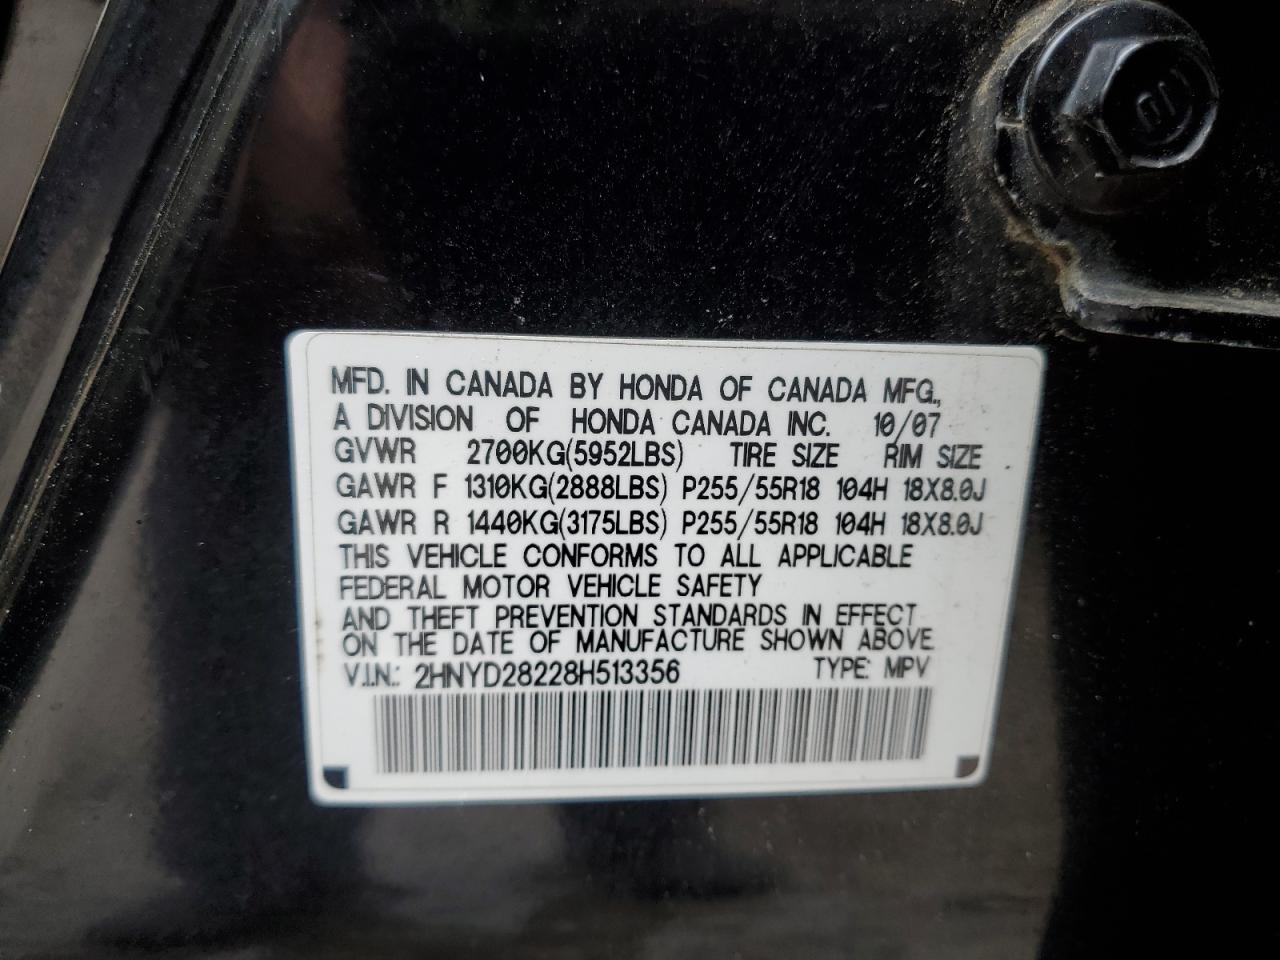 MFD. IN CANADA BY HONDA OF CANADA MFG.,
A DIVISION OF HONDA CANADA INC. 10/07
GVWR 2700KG(5952LBS) TIRE SIZE RIM SIZE
GAWR F 1310KG(2888LBS) P255/55R18 104H 18X8.0J
GAWR R 1440KG(3175LBS) P255/55R18 104H 18X8.0J
THIS VEHICLE CONFORMS TO ALL APPLICABLE
FEDERAL MOTOR VEHICLE SAFETY
AND THEFT PREVENTION STANDARDS IN EFFECT
ON THE DATE OF MANUFACTURE SHOWN ABOVE.
V.I.N.: 2HNYD28228H513356 TYPE: MPV